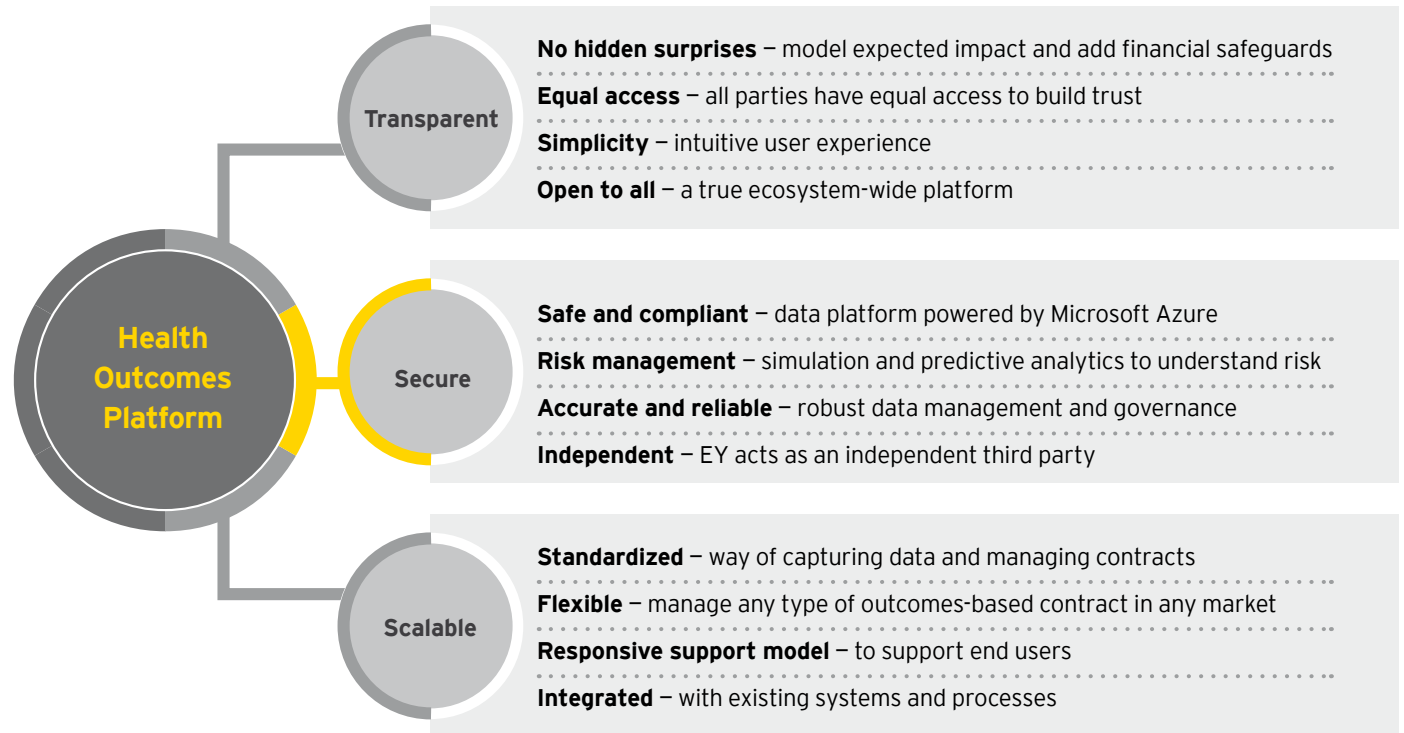 Health
Outcomes
Platform
Transparent
No hidden surprises – model expected impact and add financial safeguards
Equal access – all parties have equal access to build trust
Simplicity – intuitive user experience
Open to all – a true ecosystem-wide platform
Secure
Safe and compliant – data platform powered by Microsoft Azure
Risk management – simulation and predictive analytics to understand risk
Accurate and reliable – robust data management and governance
Independent – EY acts as an independent third party
Scalable
Standardized – way of capturing data and managing contracts
Flexible – manage any type of outcomes-based contract in any market
Responsive support model – to support end users
Integrated – with existing systems and processes